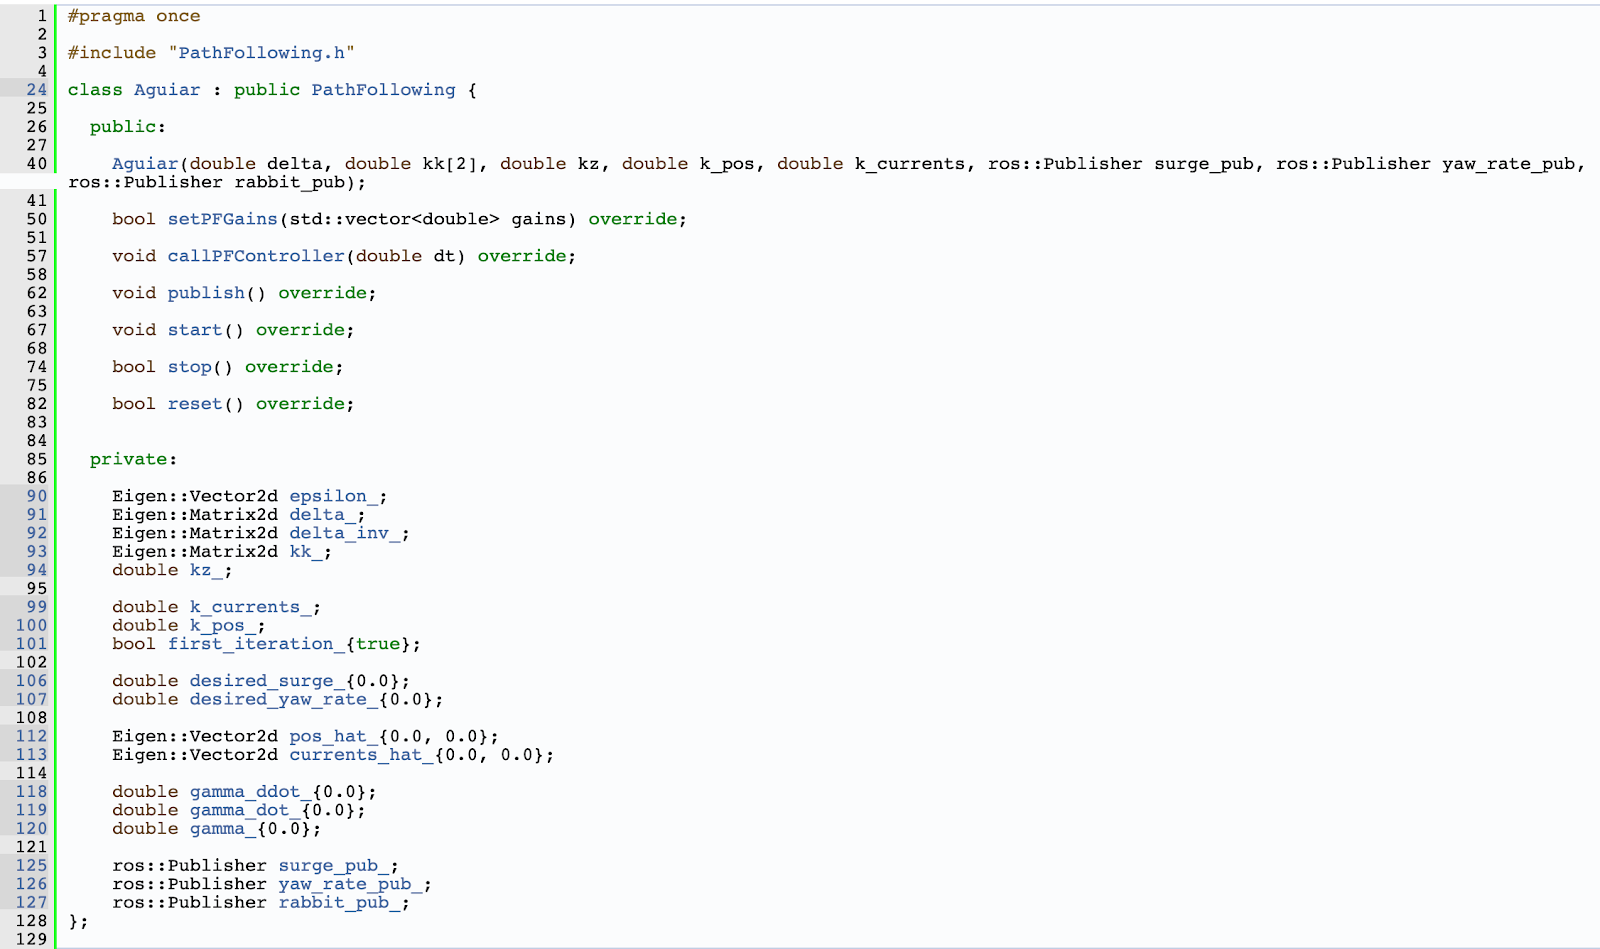 1 #pragma once
2
3 #include "PathFollowing.h"
4
24 class Aguiar : public PathFollowing {
25
26   public:
27
40     Aguiar(double delta, double kk[2], double kz, double k_pos, double k_currents, ros::Publisher surge_pub, ros::Publisher yaw_rate_pub,
ros::Publisher rabbit_pub);
41
50     bool setPFGains(std::vector<double> gains) override;
51
57     void callPFController(double dt) override;
58
62     void publish() override;
63
67     void start() override;
68
74     bool stop() override;
75
82     bool reset() override;
83
84
85   private:
86
90     Eigen::Vector2d epsilon_;
91     Eigen::Matrix2d delta_;
92     Eigen::Matrix2d delta_inv_;
93     Eigen::Matrix2d kk_;
94     double kz_;
95
99     double k_currents_;
100     double k_pos_;
101     bool first_iteration_{true};
102
106     double desired_surge_{0.0};
107     double desired_yaw_rate_{0.0};
108
112     Eigen::Vector2d pos_hat_{0.0, 0.0};
113     Eigen::Vector2d currents_hat_{0.0, 0.0};
114
118     double gamma_ddot_{0.0};
119     double gamma_dot_{0.0};
120     double gamma_{0.0};
121
125     ros::Publisher surge_pub_;
126     ros::Publisher yaw_rate_pub_;
127     ros::Publisher rabbit_pub_;
128 };
129